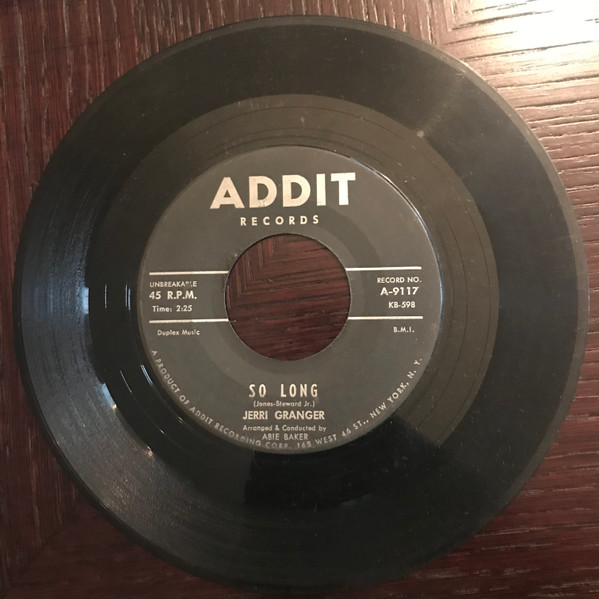 ADDIT
RECORDS
UNBREAKABLE
45 R.P.M.
Time: 2:25
RECORD NO.
A-9117
KB-598
Duplex Music
B.M.I.
SO LONG
(Jones-Steward Jr.)
JERRI GRANGER
Arranged & Conducted by
ABIE BAKER
A PRODUCT OF ADDIT RECORDING CORP. 165 WEST 46 ST., NEW YORK, N. Y.